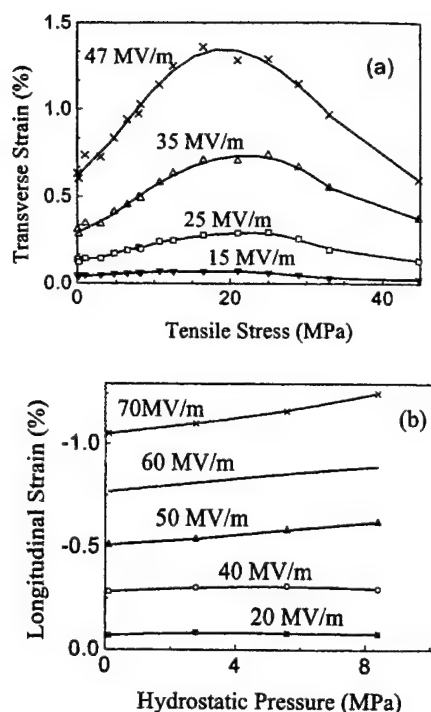 1.5
1.0
0.5
0.0
Transverse Strain (%)
(a)
47 MV/m
35 MV/m
25 MV/m
15 MV/m
0
20
40
Tensile Stress (MPa)
-1.0
-0.5
0.0
Longitudinal Strain (%)
(b)
70MV/m
60 MV/m
50 MV/m
40 MV/m
20 MV/m
0
4
8
Hydrostatic Pressure (MPa)